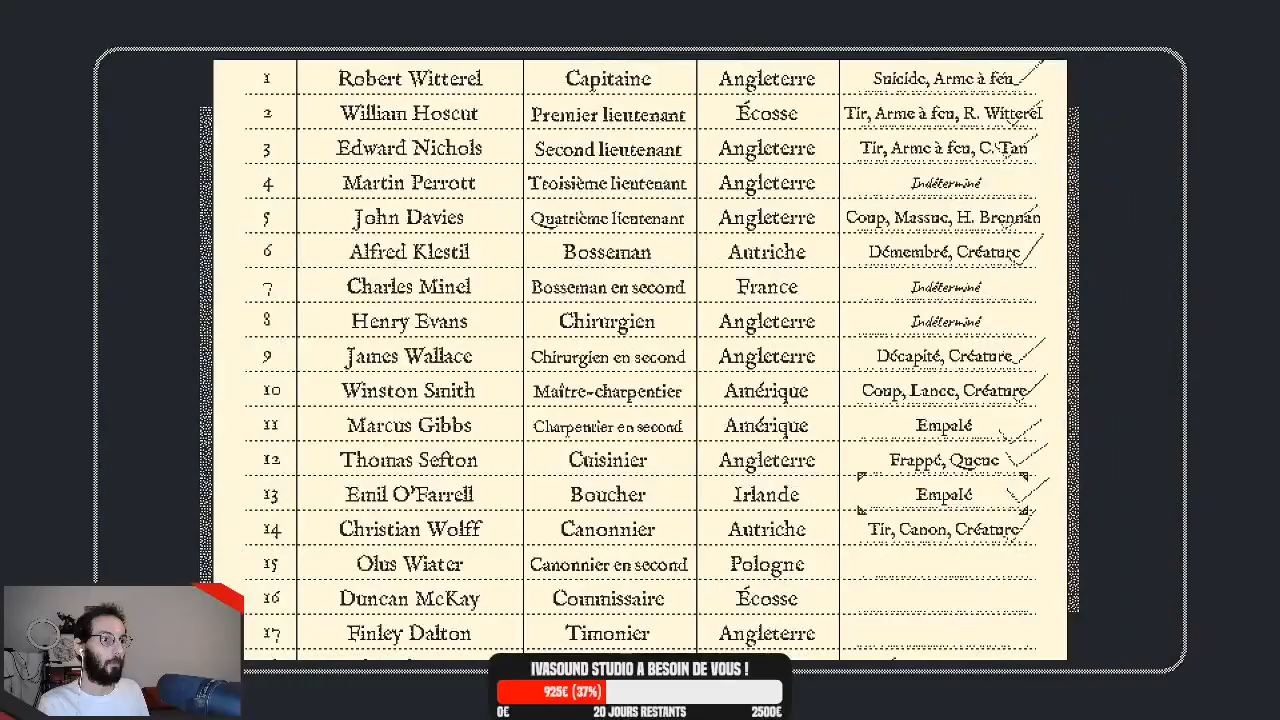 1 Robert Witterel Capitaine Angleterre Suicide, Arme à feu
2 William Hoscut Premier lieutenant Écosse Tir, Arme à feu, R. Witterel
3 Edward Nichols Second lieutenant Angleterre Tir, Arme à feu, C. Tan
4 Martin Perrott Troisième lieutenant Angleterre Indéterminé
5 John Davies Quatrième lieutenant Angleterre Coup, Massue, H. Brennan
6 Alfred Klestil Bosseman Autriche Démembré, Créature
7 Charles Minel Bosseman en second France Indéterminé
8 Henry Evans Chirurgien Angleterre Indéterminé
9 James Wallace Chirurgien en second Angleterre Décapité, Créature
10 Winston Smith Maître-charpentier Amérique Coup, Lance, Créature
11 Marcus Gibbs Charpentier en second Amérique Empalé
12 Thomas Sefton Cuisinier Angleterre Frappé, Queue
13 Emil O'Farrell Boucher Irlande Empalé
14 Christian Wolff Canonnier Autriche Tir, Canon, Créature
15 Olus Wiater Canonnier en second Pologne
16 Duncan McKay Commissaire Écosse
17 Finley Dalton Timonier Angleterre
IVASOUND STUDIO A BESOIN DE VOUS !
925€ (37%)
0€ 20 JOURS RESTANTS 2500€